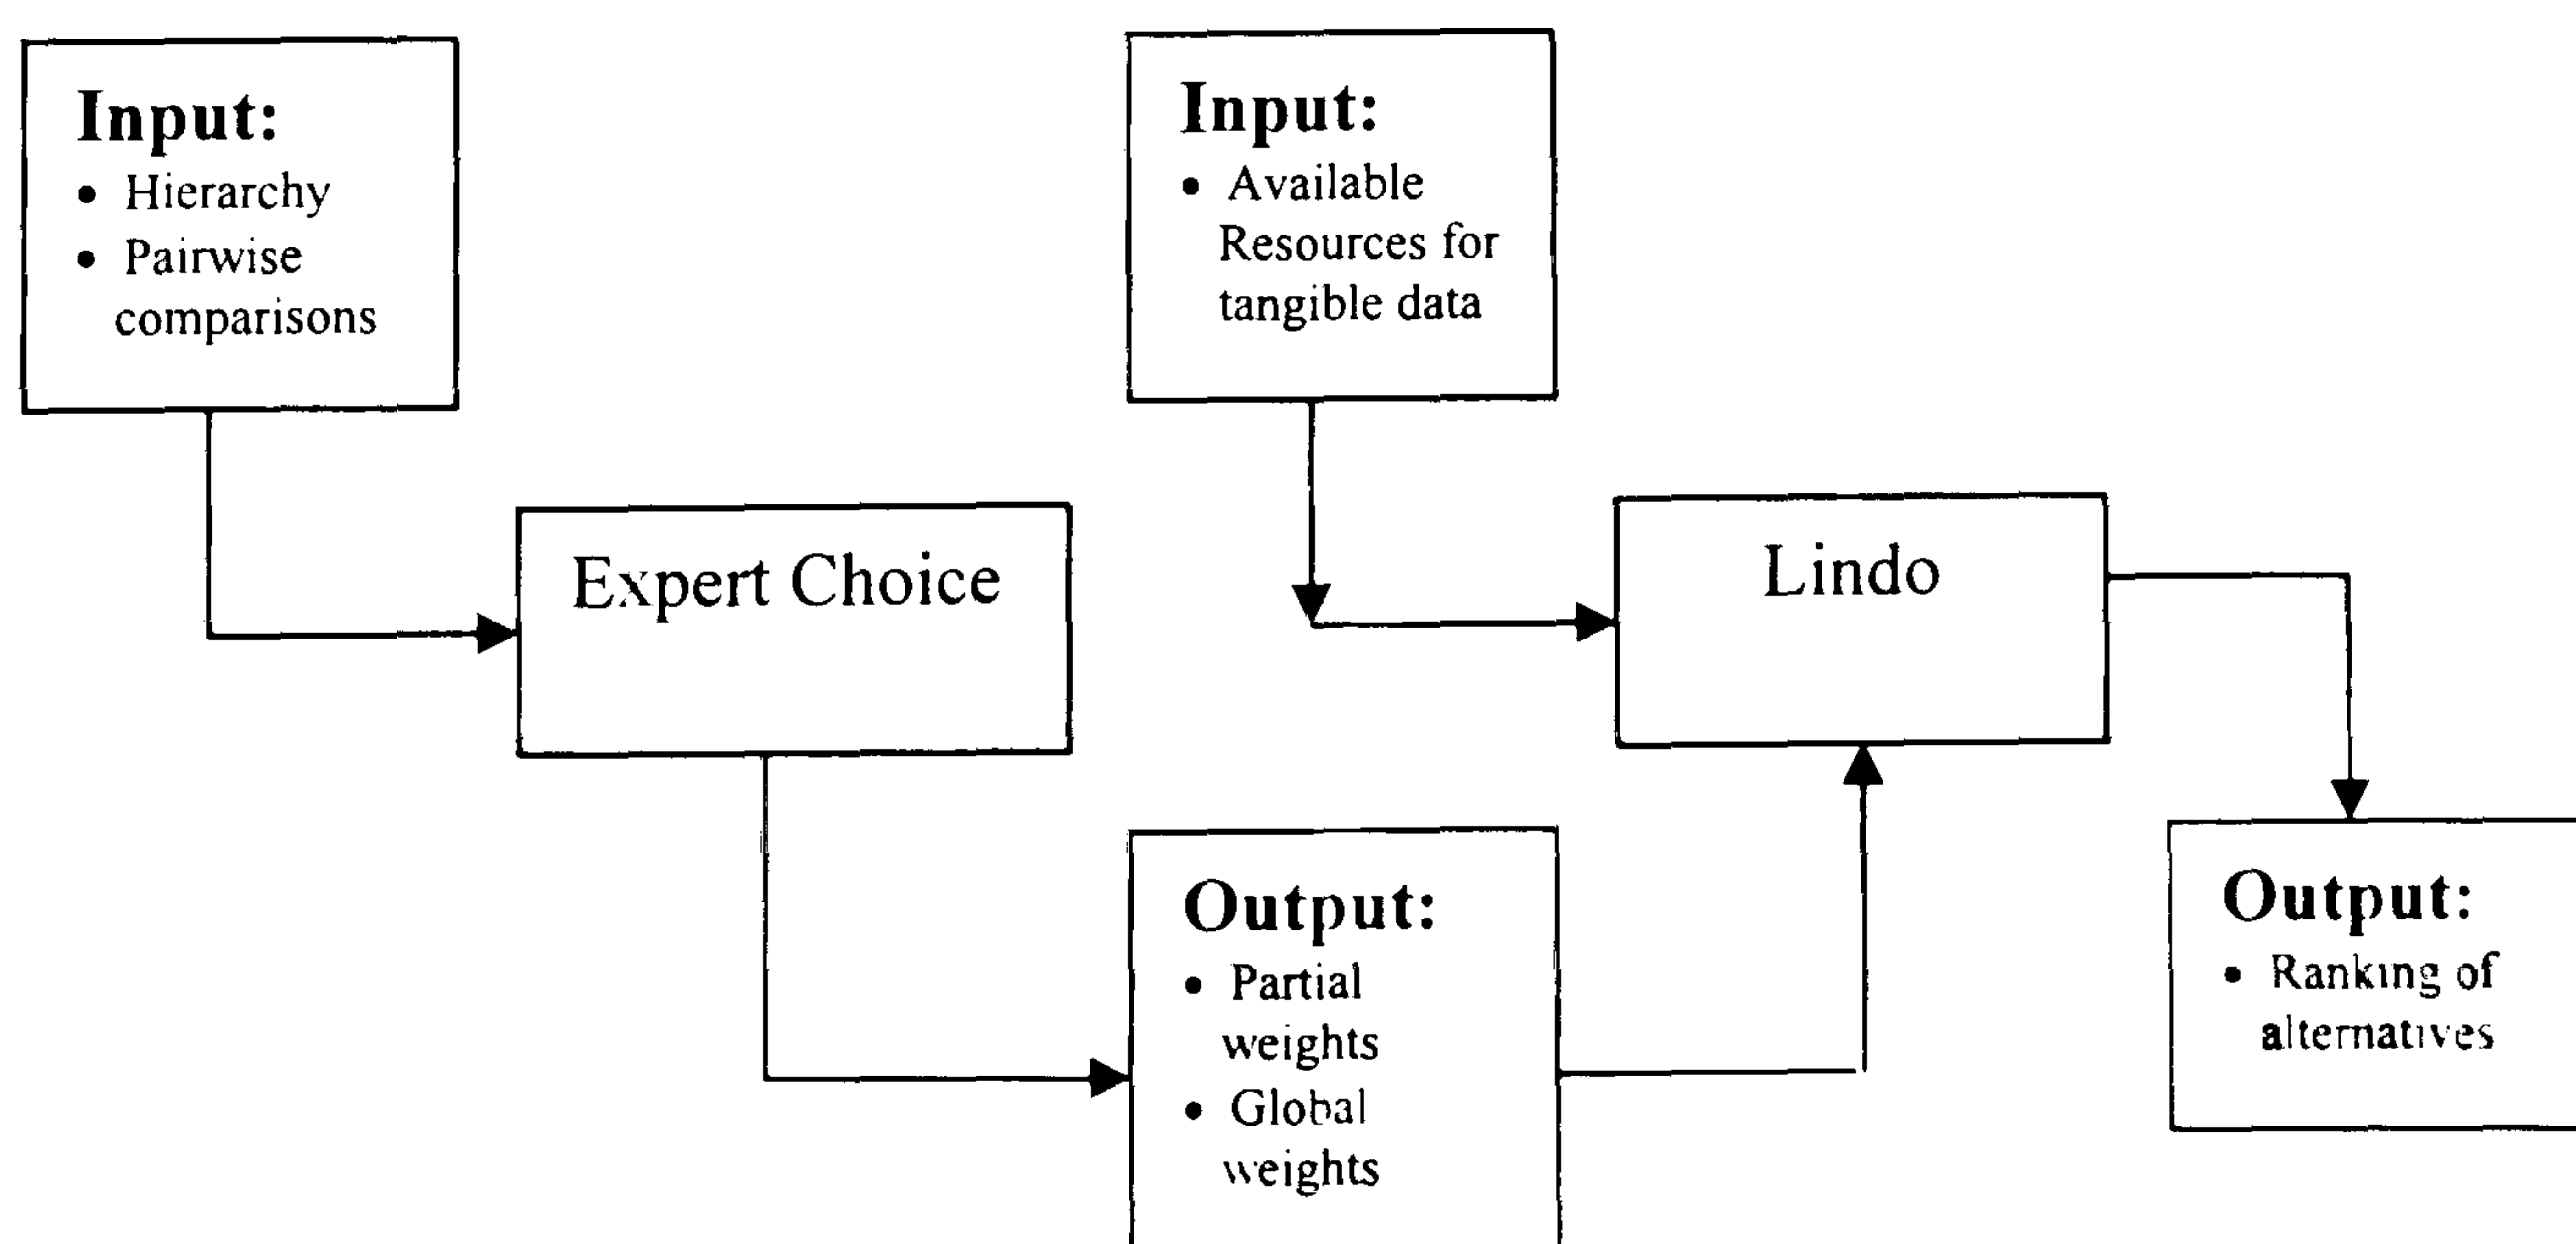 Input:
• Hierarchy
• Pairwise
comparisons
Input:
• Available
Resources for
tangible data
Expert Choice
Lindo
Output:
• Partial
weights
• Global
weights
Output:
• Ranking of
alternatives